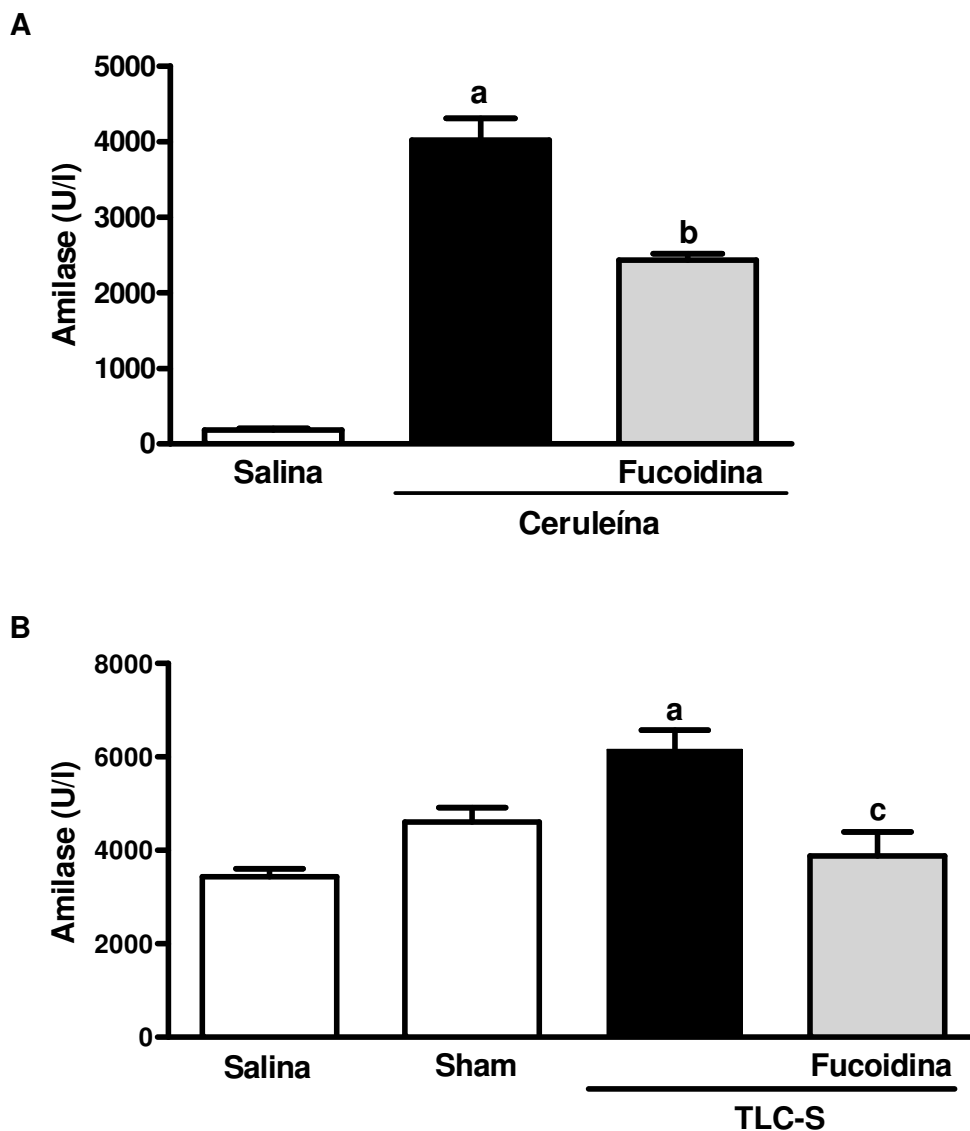 A
5000
4000
3000
2000
1000
0
Amilase (U/l)
a
b
Salina
Fucoidina
Ceruleína
B
8000
6000
4000
2000
0
Amilase (U/l)
a
c
Salina
Sham
Fucoidina
TLC-S